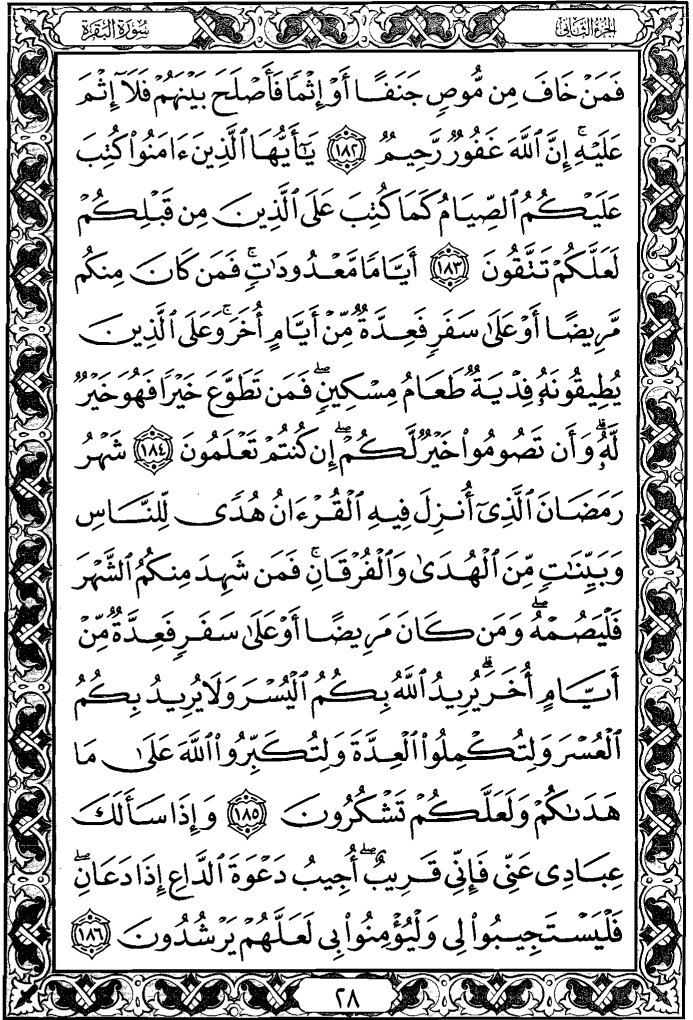 الجزء الثاني
سورة البقرة
فَمَنْ خَافَ مِن مُّوصٍ جَنَفًا أَوْ إِثْمًا فَأَصْلَحَ بَيْنَهُمْ فَلَآ إِثْمَ
عَلَيْهِ ۚ إِنَّ ٱللَّهَ غَفُورٌ رَّحِيمٌ ١٨٢ يَٰٓأَيُّهَا ٱلَّذِينَ ءَامَنُوا۟ كُتِبَ
عَلَيْكُمُ ٱلصِّيَامُ كَمَا كُتِبَ عَلَى ٱلَّذِينَ مِن قَبْلِكُمْ
لَعَلَّكُمْ تَتَّقُونَ ١٨٣ أَيَّامًا مَّعْدُودَٰتٍ ۚ فَمَن كَانَ مِنكُم
مَّرِيضًا أَوْ عَلَىٰ سَفَرٍ فَعِدَّةٌ مِّنْ أَيَّامٍ أُخَرَ ۚ وَعَلَى ٱلَّذِينَ
يُطِيقُونَهُۥ فِدْيَةٌ طَعَامُ مِسْكِينٍ ۖ فَمَن تَطَوَّعَ خَيْرًا فَهُوَ خَيْرٌ
لَّهُۥ ۚ وَأَن تَصُومُوا۟ خَيْرٌ لَّكُمْ ۖ إِن كُنتُمْ تَعْلَمُونَ ١٨٤ شَهْرُ
رَمَضَانَ ٱلَّذِىٓ أُنزِلَ فِيهِ ٱلْقُرْءَانُ هُدًى لِّلنَّاسِ
وَبَيِّنَٰتٍ مِّنَ ٱلْهُدَىٰ وَٱلْفُرْقَانِ ۚ فَمَن شَهِدَ مِنكُمُ ٱلشَّهْرَ
فَلْيَصُمْهُ ۖ وَمَن كَانَ مَرِيضًا أَوْ عَلَىٰ سَفَرٍ فَعِدَّةٌ مِّنْ
أَيَّامٍ أُخَرَ ۗ يُرِيدُ ٱللَّهُ بِكُمُ ٱلْيُسْرَ وَلَا يُرِيدُ بِكُمُ
ٱلْعُسْرَ وَلِتُكْمِلُوا۟ ٱلْعِدَّةَ وَلِتُكَبِّرُوا۟ ٱللَّهَ عَلَىٰ مَا
هَدَىٰكُمْ وَلَعَلَّكُمْ تَشْكُرُونَ ١٨٥ وَإِذَا سَأَلَكَ
عِبَادِى عَنِّى فَإِنِّى قَرِيبٌ ۖ أُجِيبُ دَعْوَةَ ٱلدَّاعِ إِذَا دَعَانِ ۖ
فَلْيَسْتَجِيبُوا۟ لِى وَلْيُؤْمِنُوا۟ بِى لَعَلَّهُمْ يَرْشُدُونَ ١٨٦
٢٨